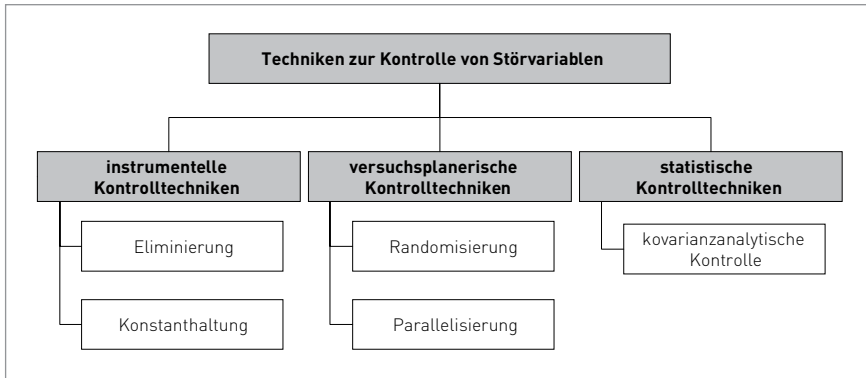 Techniken zur Kontrolle von Störvariablen
instrumentelle
Kontrolltechniken
Eliminierung
Konstanthaltung
versuchsplanerische
Kontrolltechniken
Randomisierung
Parallelisierung
statistische
Kontrolltechniken
kovarianzanalytische
Kontrolle